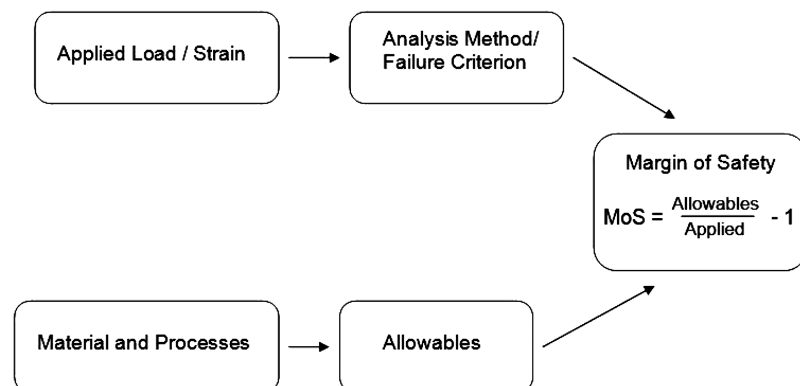 Applied Load / Strain
Analysis Method/
Failure Criterion
Margin of Safety
MoS = Allowables / Applied - 1
Material and Processes
Allowables